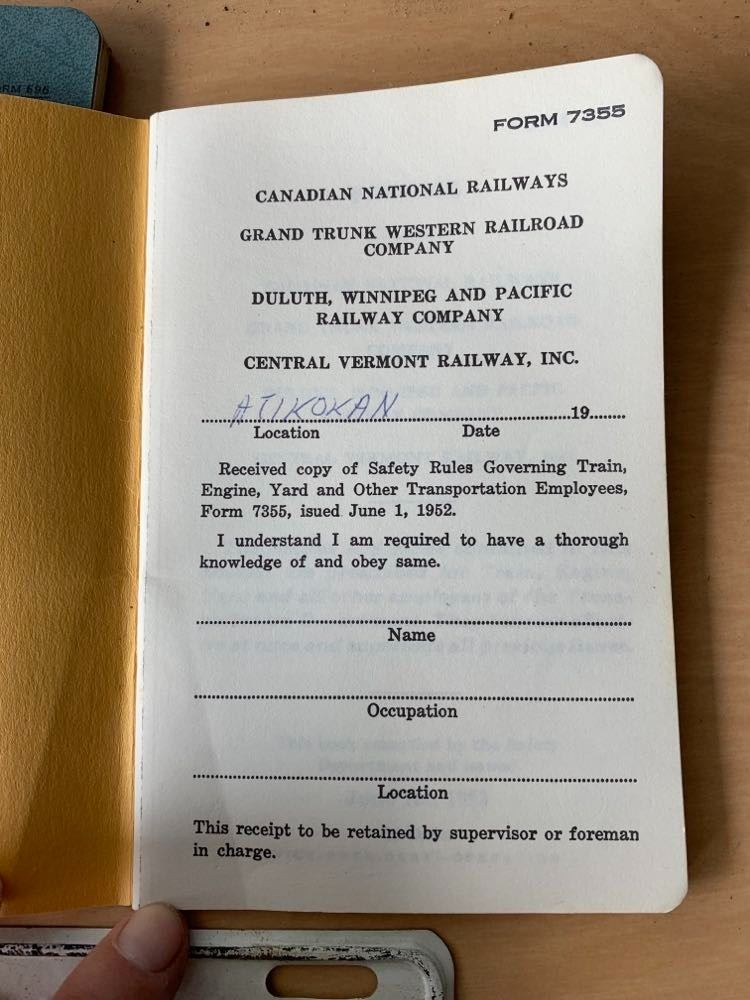 RM 696
FORM 7355
CANADIAN NATIONAL RAILWAYS
GRAND TRUNK WESTERN RAILROAD
COMPANY
DULUTH, WINNIPEG AND PACIFIC
RAILWAY COMPANY
CENTRAL VERMONT RAILWAY, INC.
ATIKOKAN 19
Location Date
Received copy of Safety Rules Governing Train,
Engine, Yard and Other Transportation Employees,
Form 7355, issued June 1, 1952.
I understand I am required to have a thorough
knowledge of and obey same.
Name
Occupation
Location
This receipt to be retained by supervisor or foreman
in charge.